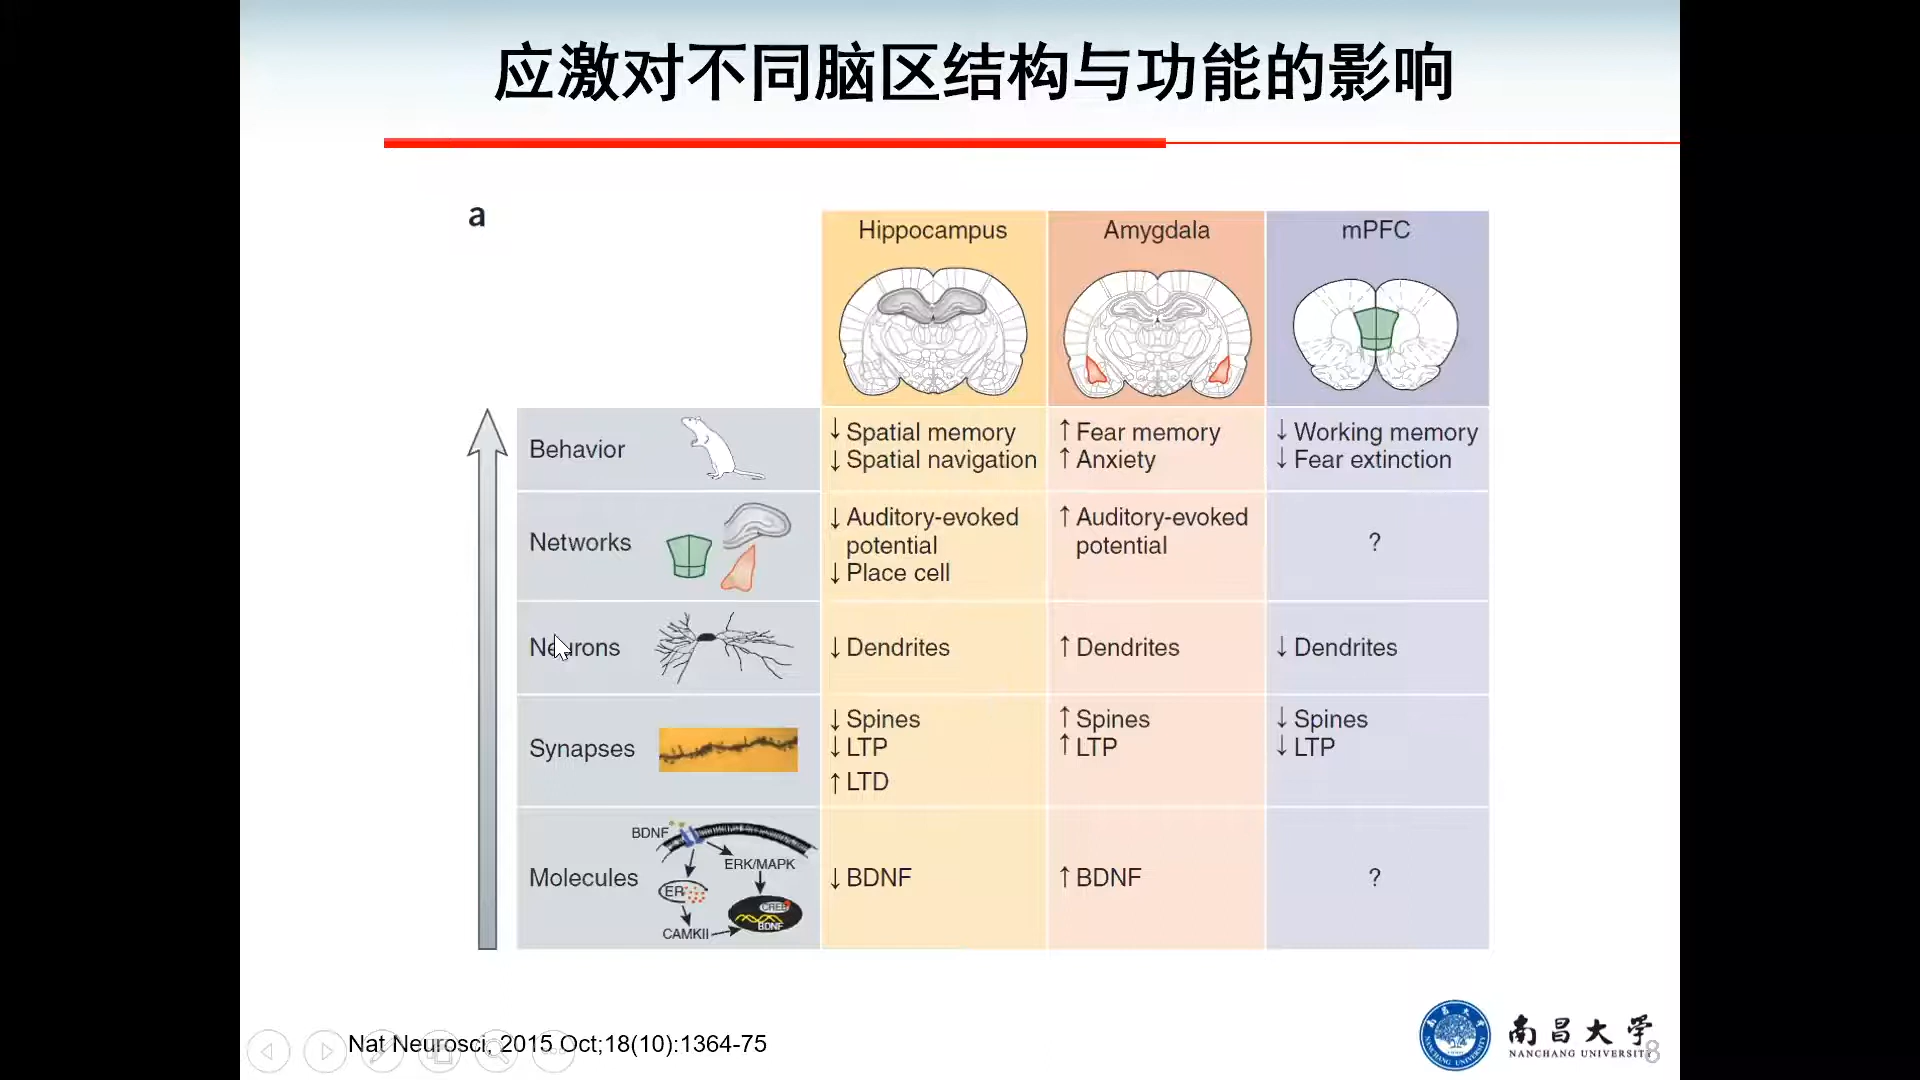 应激对不同脑区结构与功能的影响
a
Hippocampus
Amygdala
mPFC
Behavior
↓ Spatial memory
↓ Spatial navigation
↑ Fear memory
↑ Anxiety
↓ Working memory
↓ Fear extinction
Networks
↓ Auditory-evoked
potential
↓ Place cell
↑ Auditory-evoked
potential
?
Neurons
↓ Dendrites
↑ Dendrites
↓ Dendrites
Synapses
↓ Spines
↓ LTP
↑ LTD
↑ Spines
↑ LTP
↓ Spines
↓ LTP
Molecules
BDNF
ERK/MAPK
ER
CREB
BDNF
CAMKII
↓ BDNF
↑ BDNF
?
Nat Neurosci, 2015 Oct;18(10):1364-75
南昌大学
NANCHANG UNIVERSITY
8